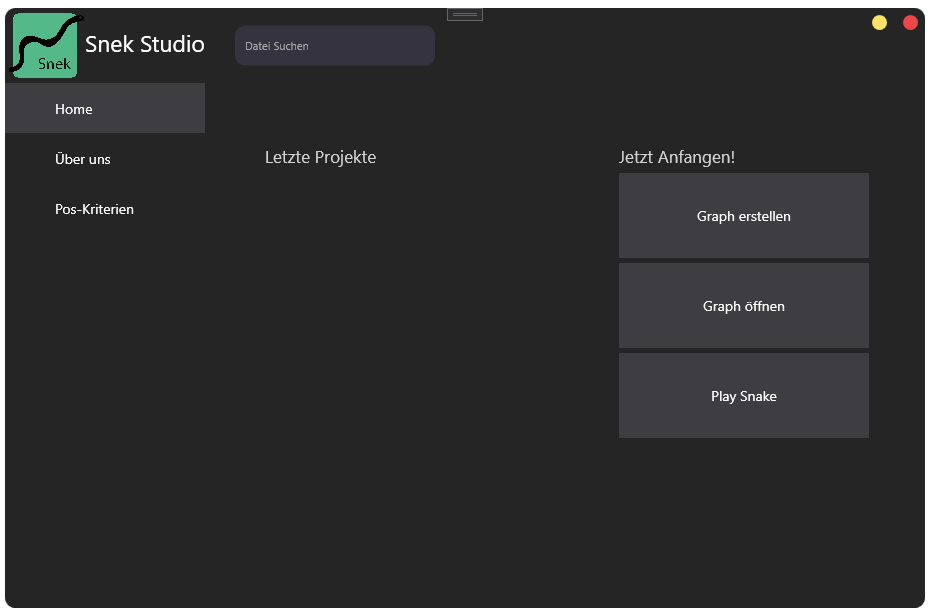 Snek
Snek Studio
Datei Suchen
Home
Über uns
Pos-Kriterien
Letzte Projekte
Jetzt Anfangen!
Graph erstellen
Graph öffnen
Play Snake